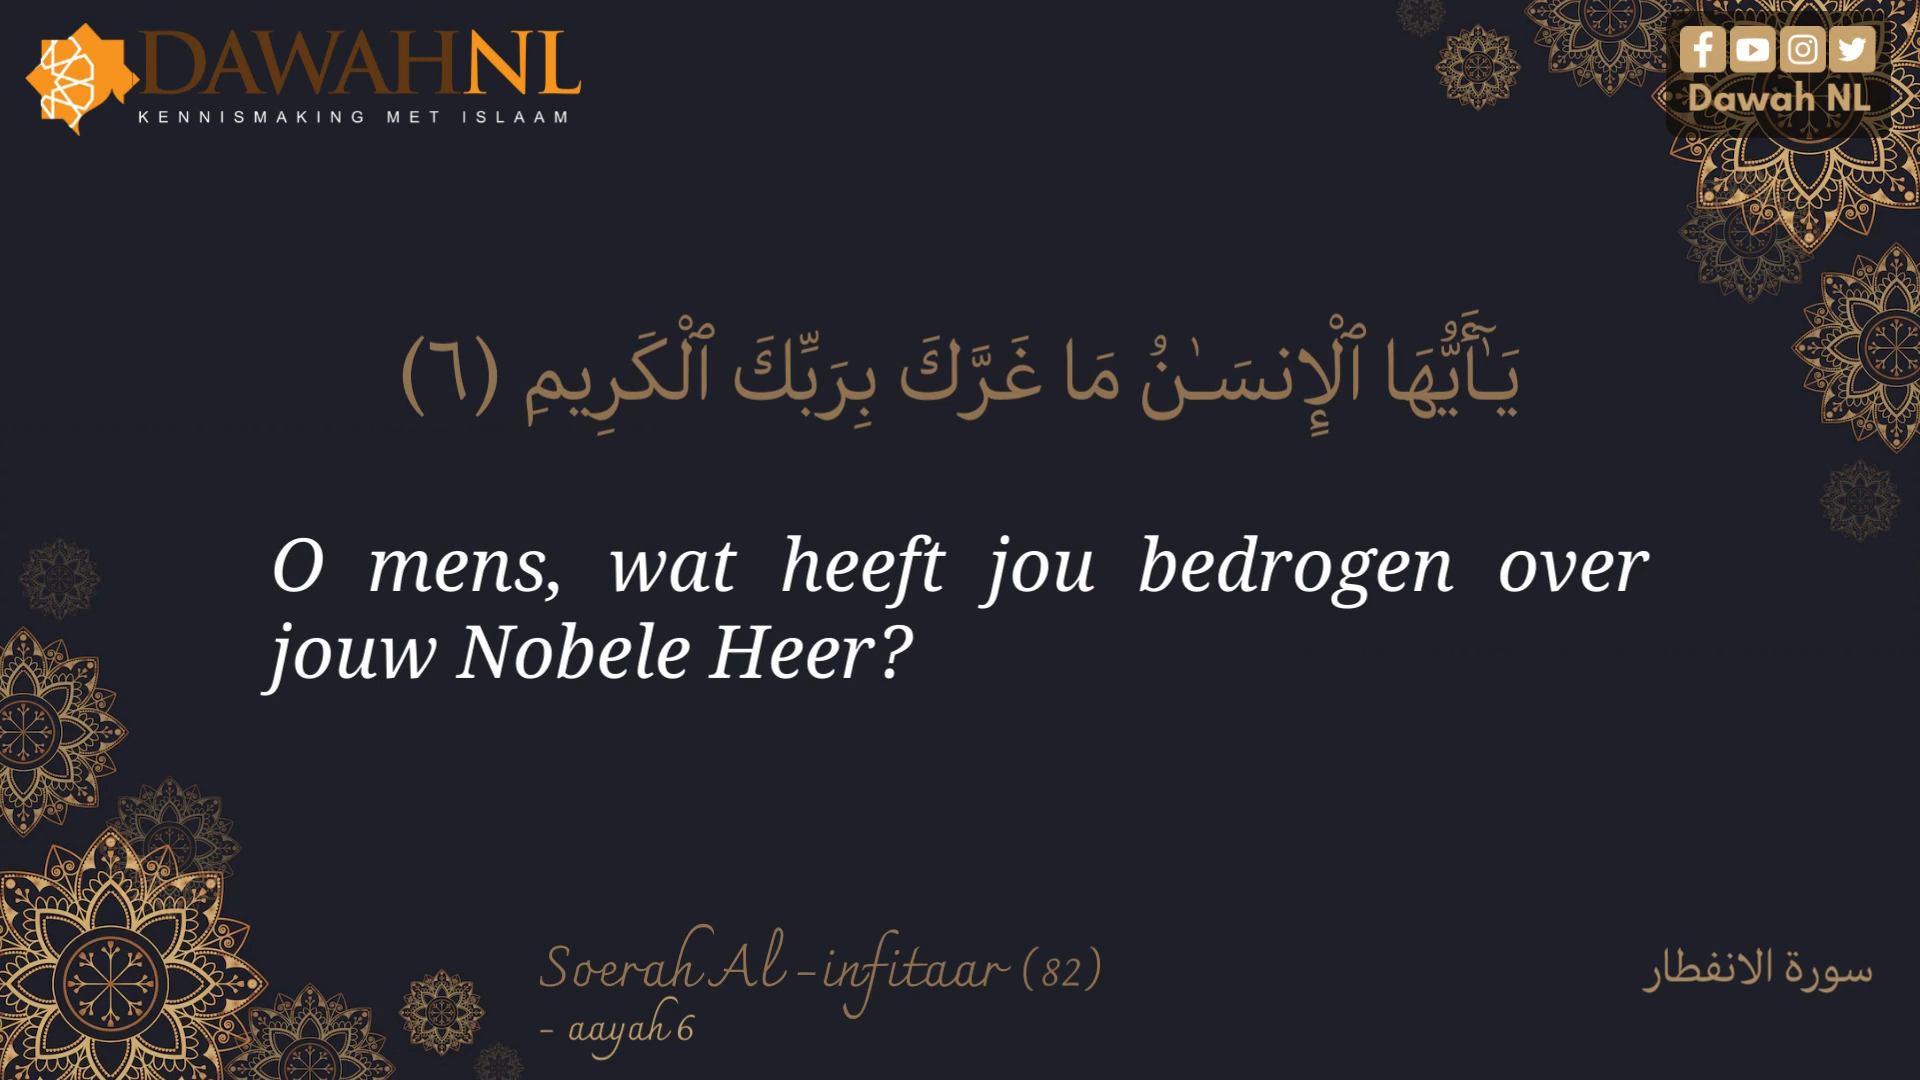 DAWAHNL
KENNISMAKING MET ISLAAM
Dawah NL
يَـٰٓأَيُّهَا ٱلْإِنسَـٰنُ مَا غَرَّكَ بِرَبِّكَ ٱلْكَرِيمِ (٦)
O mens, wat heeft jou bedrogen over
jouw Nobele Heer?
Soerah Al-infitaar (82)
- aayah 6
سورة الانفطار